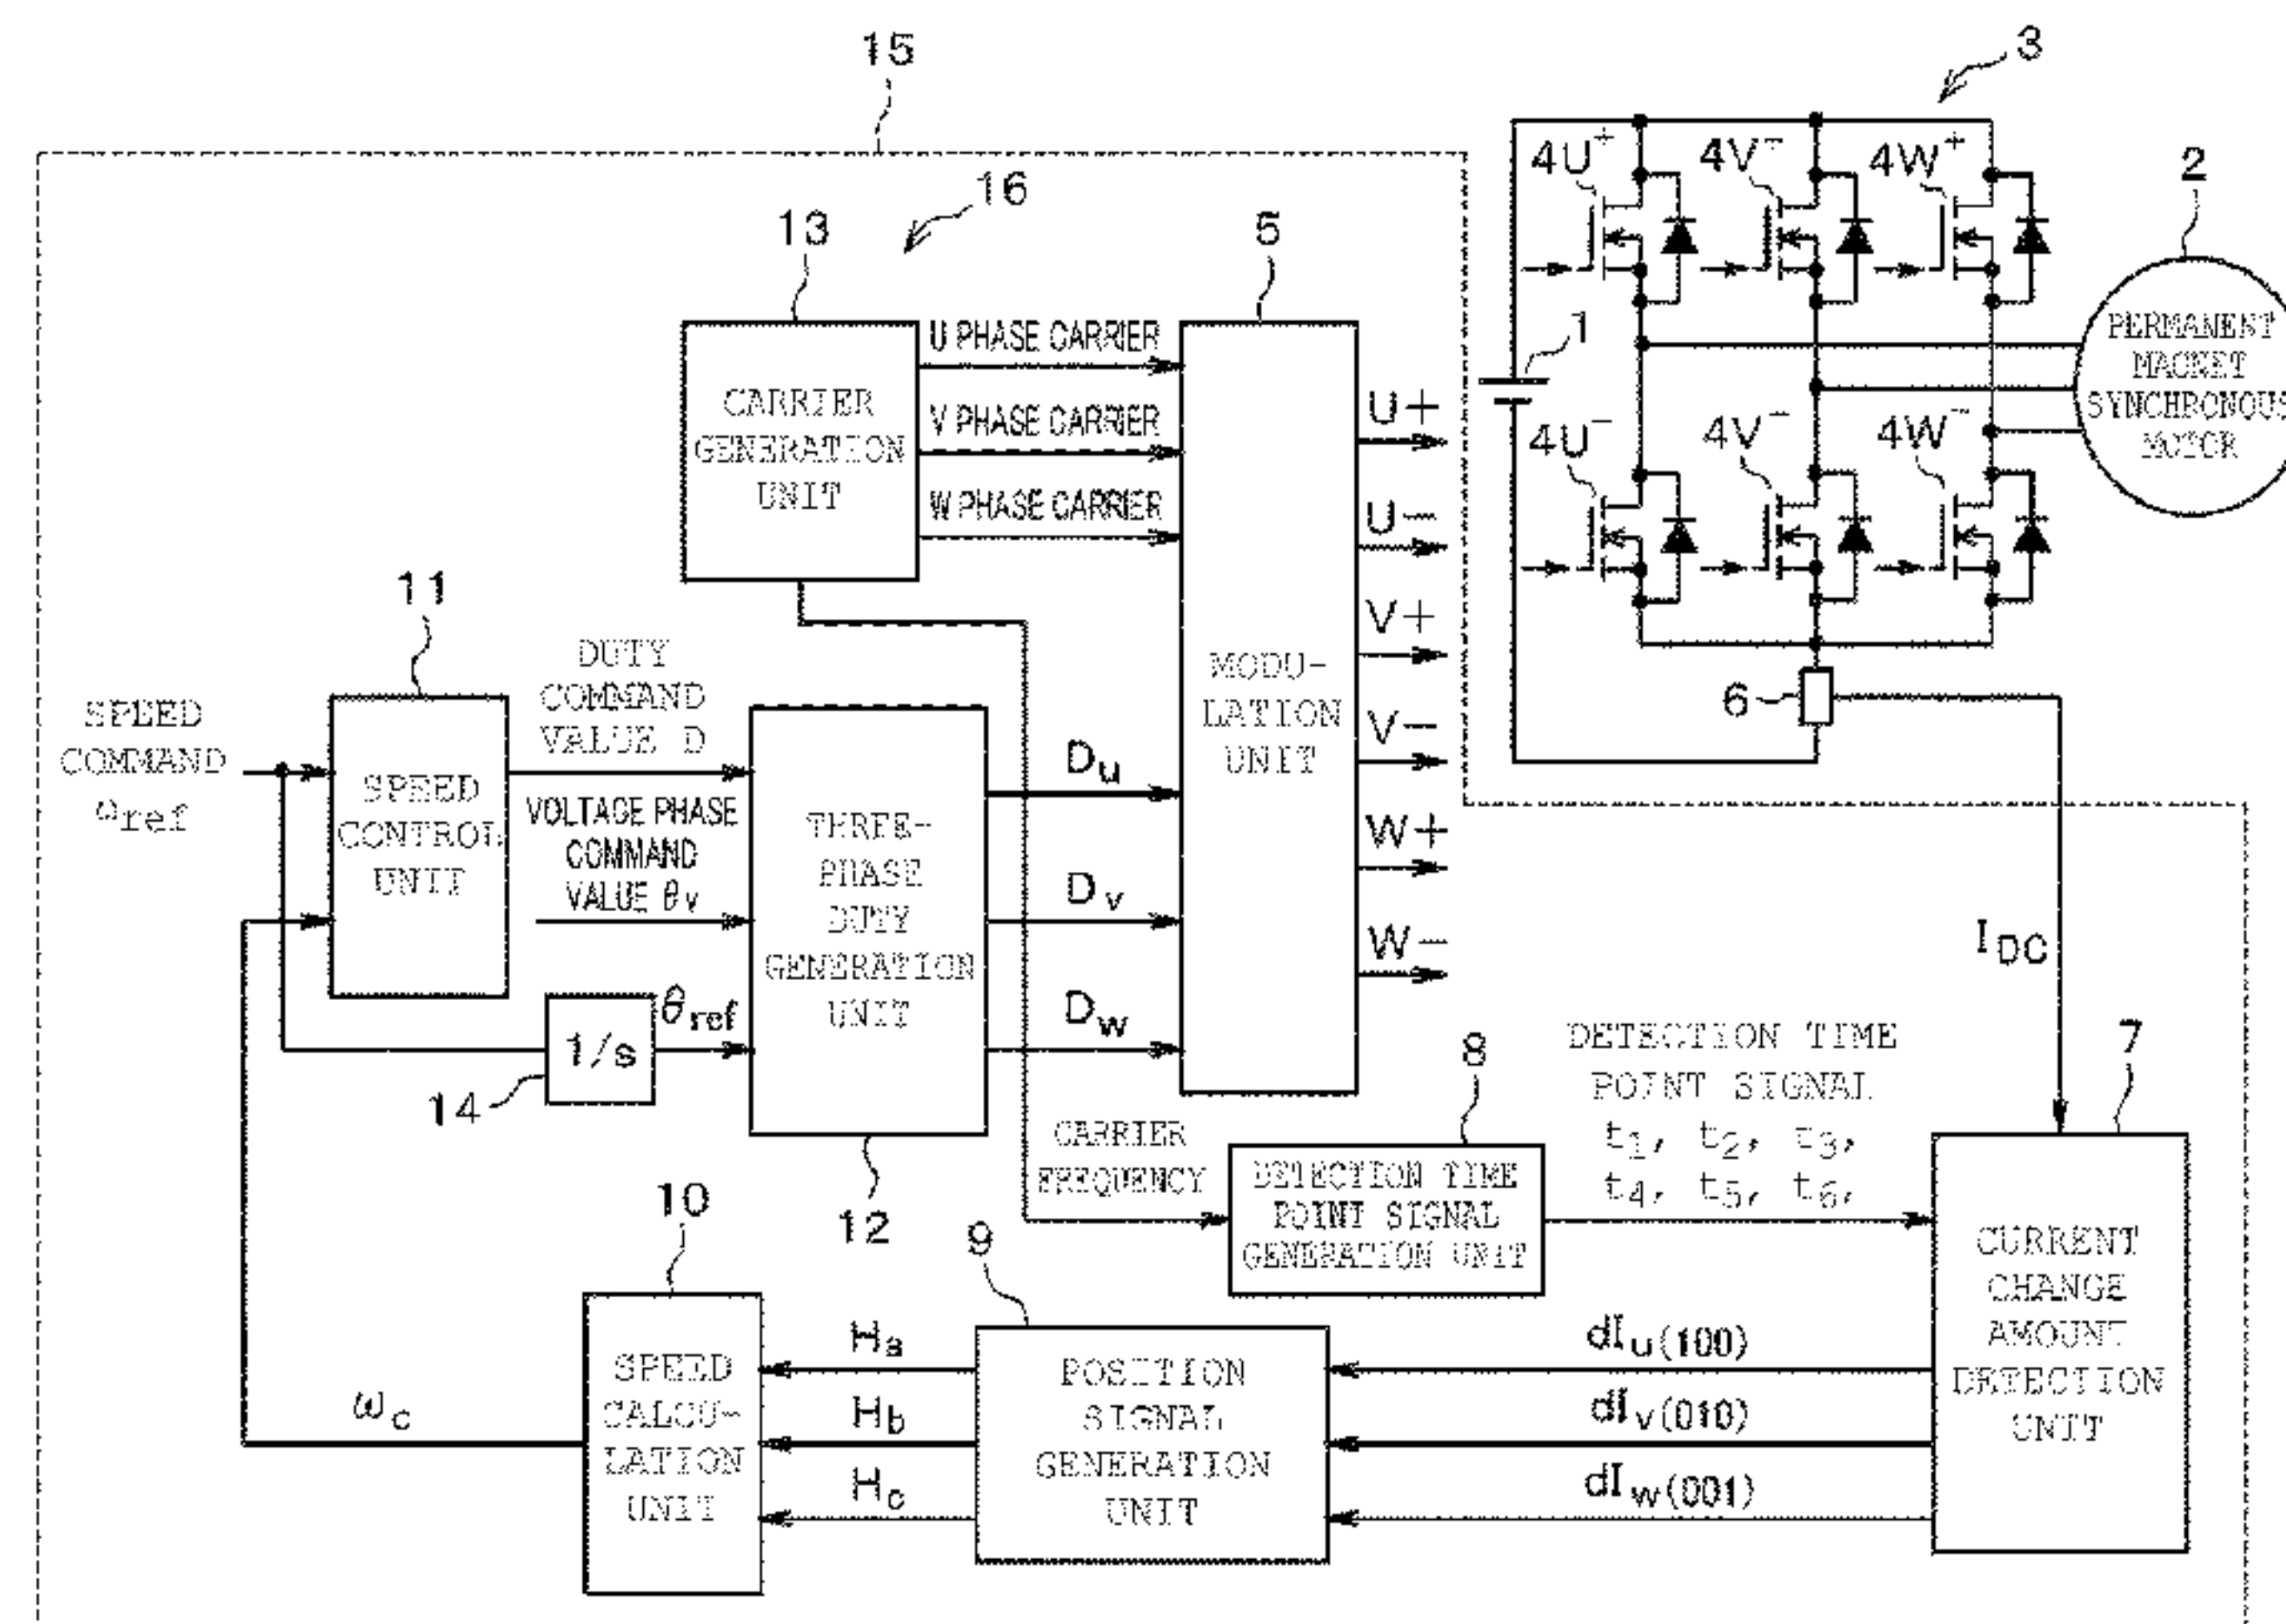 15
3
4U+
4V+
4W+
2
16
13
5
U PHASE CARRIER
V PHASE CARRIER
W PHASE CARRIER
CARRIER
GENERATION
UNIT
1
PERMANENT
MAGNET
SYNCHRONOUS
MOTOR
4U−
4V−
4W−
U+
U−
V+
V−
W+
W−
MODU-
LATION
UNIT
6
11
DUTY
COMMAND
VALUE D
SPEED
COMMAND
ωref
SPEED
CONTROL
UNIT
VOLTAGE PHASE
COMMAND
VALUE θv
THREE-
PHASE
DUTY
GENERATION
UNIT
Du
Dv
Dw
IDC
θref
1/s
14
12
CARRIER
FREQUENCY
8
DETECTION TIME
POINT SIGNAL
GENERATION UNIT
DETECTION TIME
POINT SIGNAL
t1, t2, t3,
t4, t5, t6,
7
CURRENT
CHANGE
AMOUNT
DETECTION
UNIT
10
9
SPEED
CALCU-
LATION
UNIT
ωc
Ha
Hb
Hc
POSITION
SIGNAL
GENERATION
UNIT
dIu(100)
dIv(010)
dIw(001)